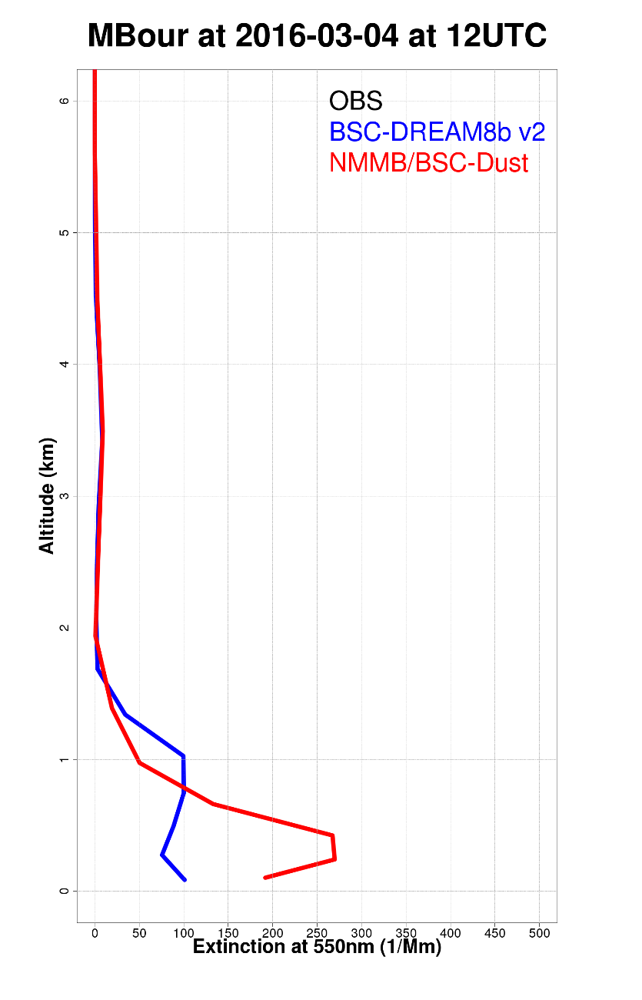 MBour at 2016-03-04 at 12UTC
OBS
BSC-DREAM8b v2
NMMB/BSC-Dust
Altitude (km)
6
5
4
3
2
1
0
0 50 100 150 200 250 300 350 400 450 500
Extinction at 550nm (1/Mm)